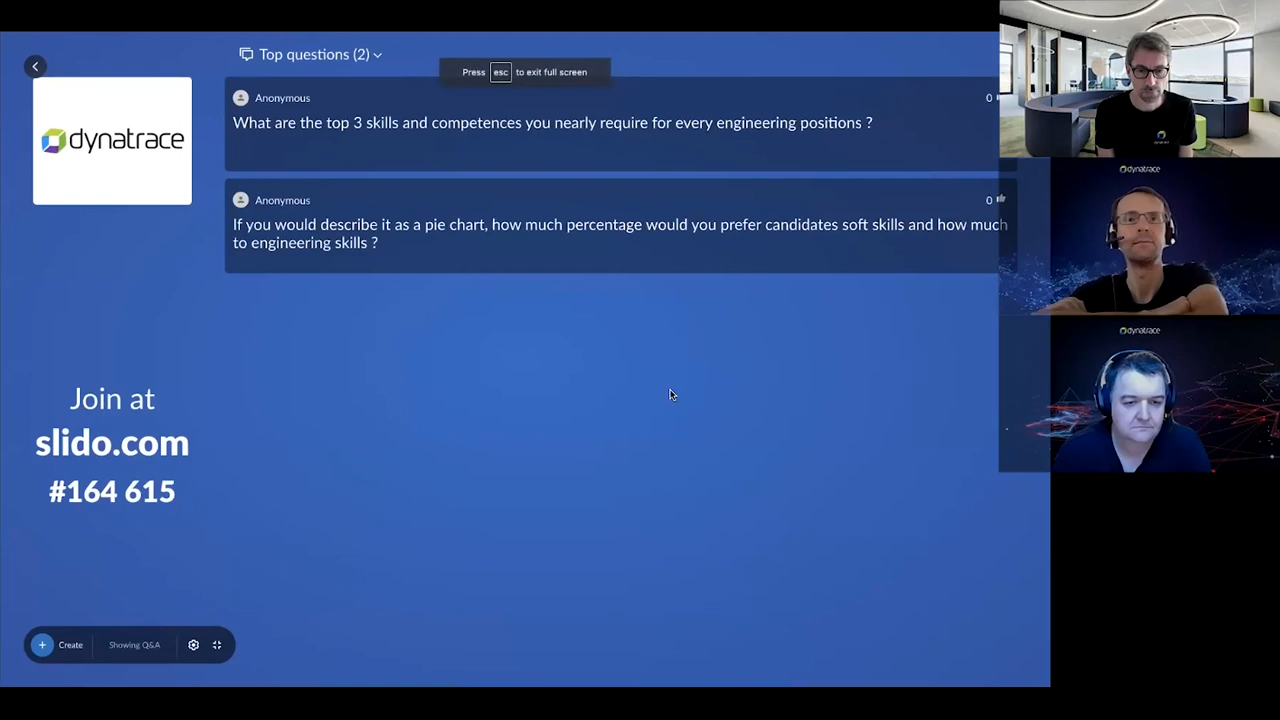 Top questions (2)
Press esc to exit full screen
dynatrace
Anonymous
0
What are the top 3 skills and competences you nearly require for every engineering positions ?
Anonymous
0
If you would describe it as a pie chart, how much percentage would you prefer candidates soft skills and how much
to engineering skills ?
Join at
slido.com
#164 615
Create
Showing Q&A
dynatrace
dynatrace
dynatrace